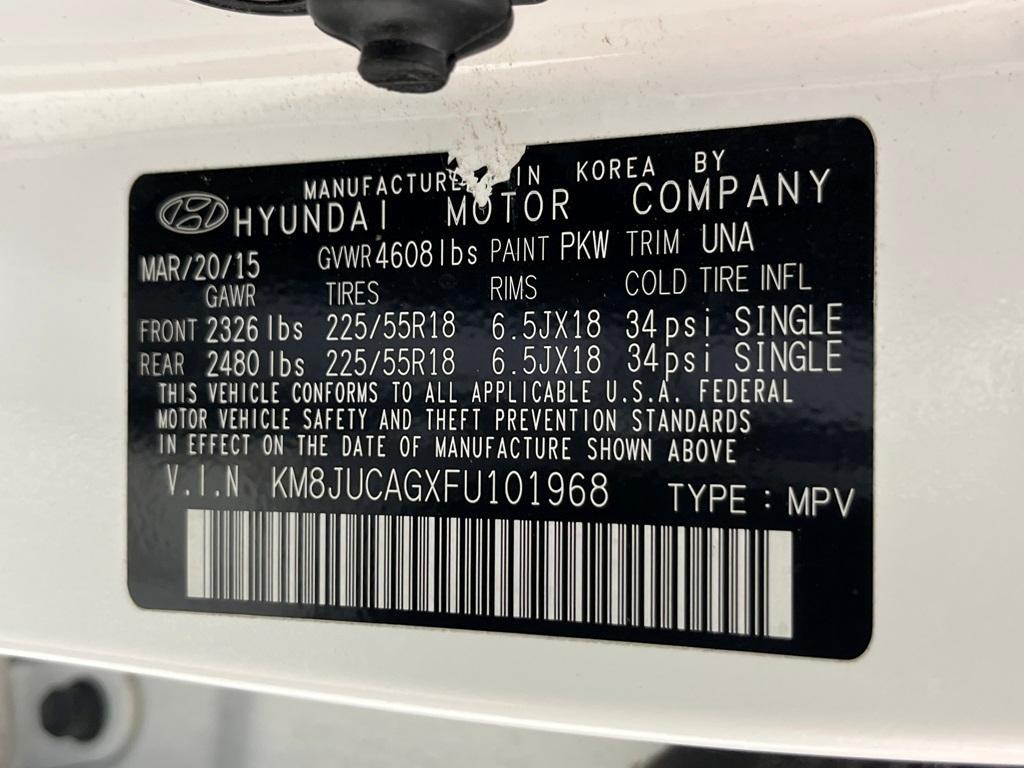 MANUFACTURE IN KOREA BY
HYUNDAI MOTOR COMPANY
MAR/20/15 GVWR 4608lbs PAINT PKW TRIM UNA
GAWR TIRES RIMS COLD TIRE INFL
FRONT 2326 lbs 225/55R18 6.5JX18 34psi SINGLE
REAR 2480 lbs 225/55R18 6.5JX18 34psi SINGLE
THIS VEHICLE CONFORMS TO ALL APPLICABLE U.S.A. FEDERAL
MOTOR VEHICLE SAFETY AND THEFT PREVENTION STANDARDS
IN EFFECT ON THE DATE OF MANUFACTURE SHOWN ABOVE
V.I.N KM8JUCAGXFU101968 TYPE : MPV